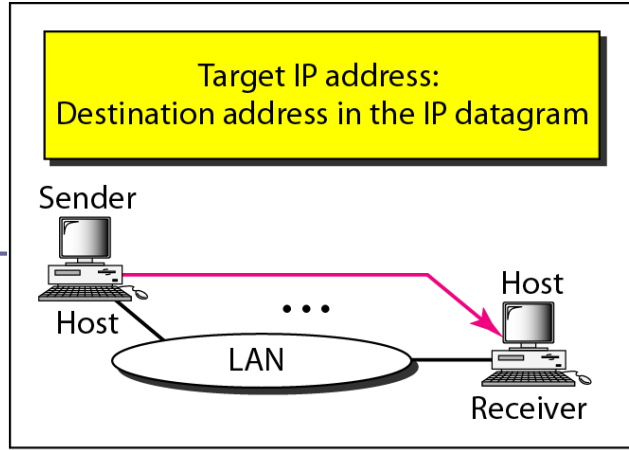 Target IP address:
Destination address in the IP datagram
Sender
Host
Host
...
LAN
Receiver